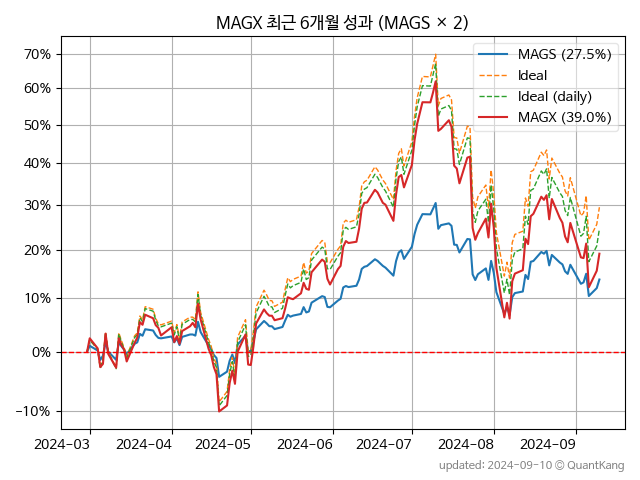 MAGX 최근 6개월 성과 (MAGS × 2)
MAGS (27.5%)
Ideal
Ideal (daily)
MAGX (39.0%)
70%
60%
50%
40%
30%
20%
10%
0%
−10%
2024-03
2024-04
2024-05
2024-06
2024-07
2024-08
2024-09
updated: 2024-09-10 © QuantKang